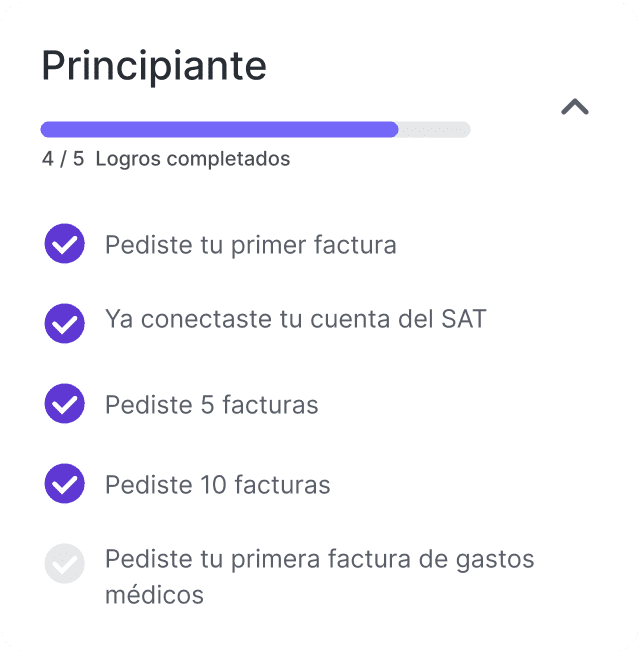 Principiante
4 / 5 Logros completados
Pediste tu primer factura
Ya conectaste tu cuenta del SAT
Pediste 5 facturas
Pediste 10 facturas
Pediste tu primera factura de gastos
médicos